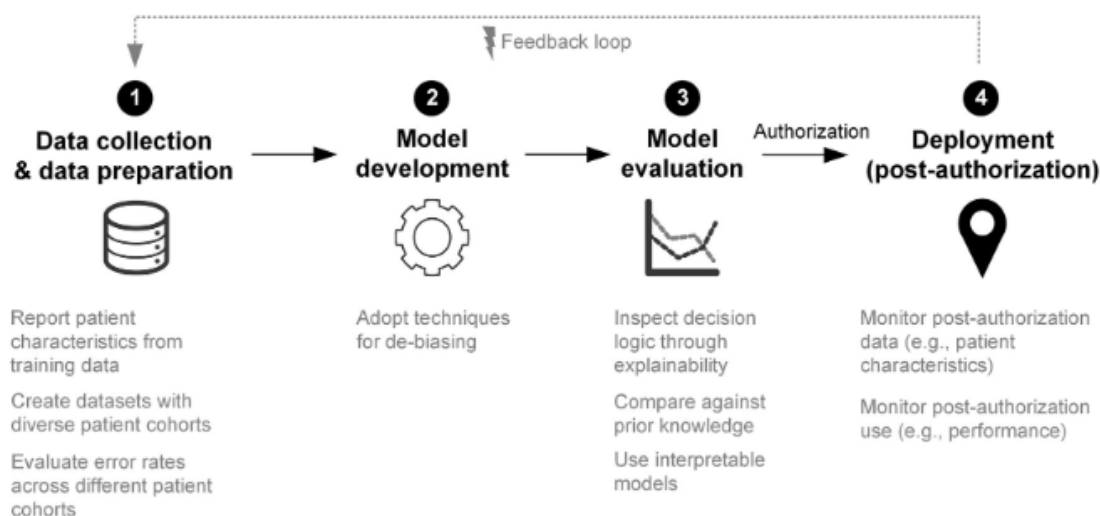 Feedback loop
1
Data collection
& data preparation
2
Model
development
3
Model
evaluation
Authorization
4
Deployment
(post-authorization)
Report patient
characteristics from
training data
Create datasets with
diverse patient cohorts
Evaluate error rates
across different patient
cohorts
Adopt techniques
for de-biasing
Inspect decision
logic through
explainability
Compare against
prior knowledge
Use interpretable
models
Monitor post-authorization
data (e.g., patient
characteristics)
Monitor post-authorization
use (e.g., performance)